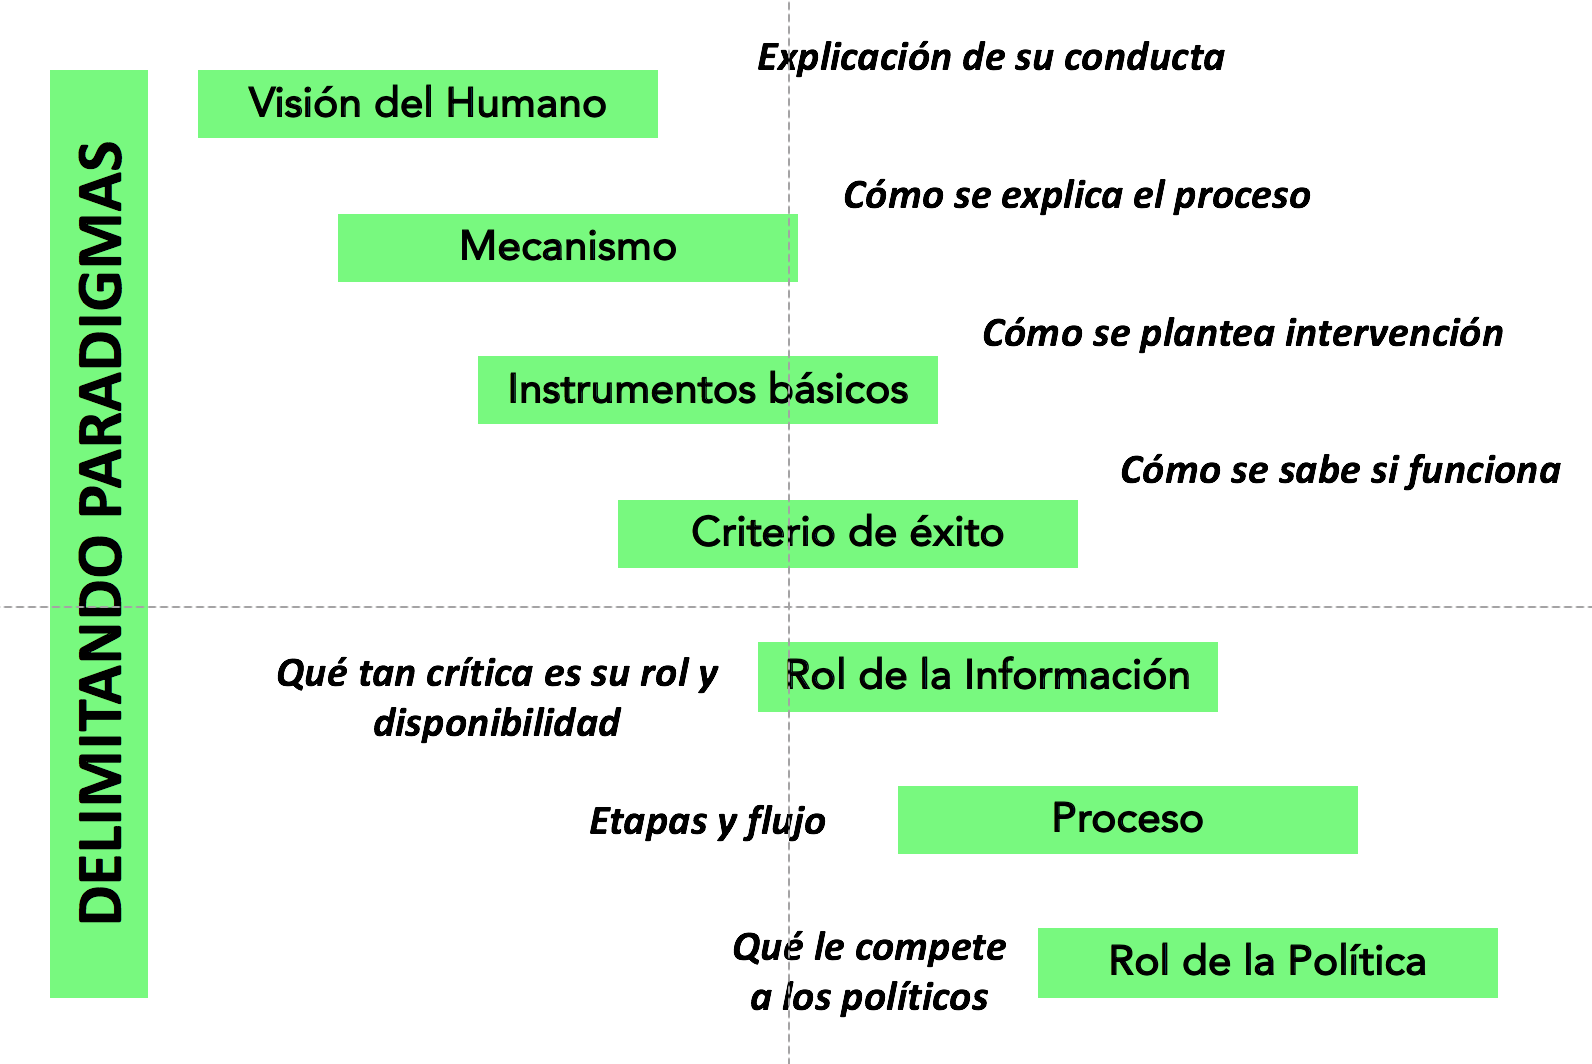 DELIMITANDO PARADIGMAS
Explicación de su conducta
Visión del Humano
Cómo se explica el proceso
Mecanismo
Cómo se plantea intervención
Instrumentos básicos
Cómo se sabe si funciona
Criterio de éxito
Qué tan crítica es su rol y
disponibilidad
Rol de la Información
Etapas y flujo
Proceso
Qué le compete
a los políticos
Rol de la Política